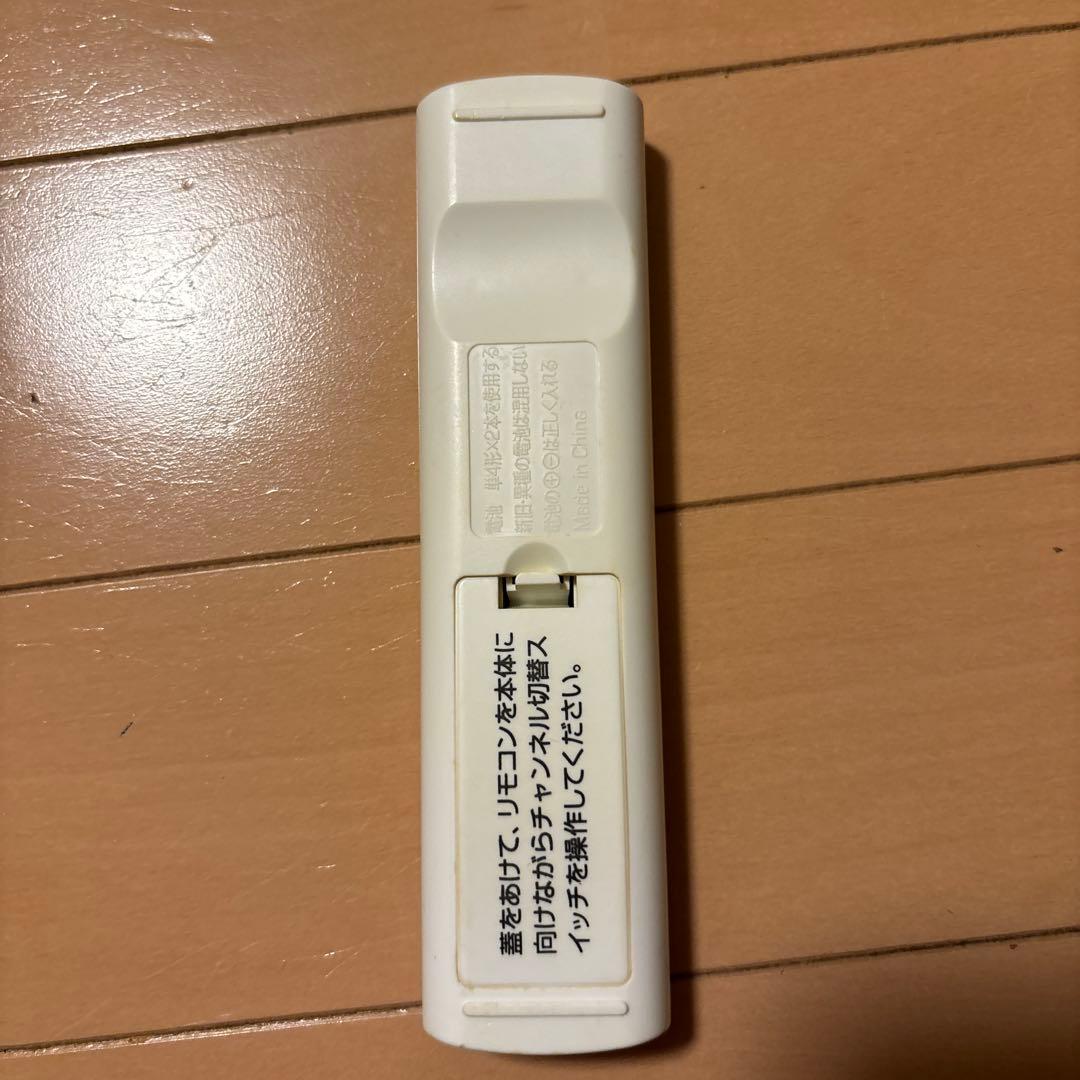 電池 単4形×2本を使用する
新旧・異種の電池は混用しない
電池の⊕⊖は正しく入れる
Made in China
蓋をあけて、リモコンを本体に
向けながらチャンネル切替ス
イッチを操作してください。